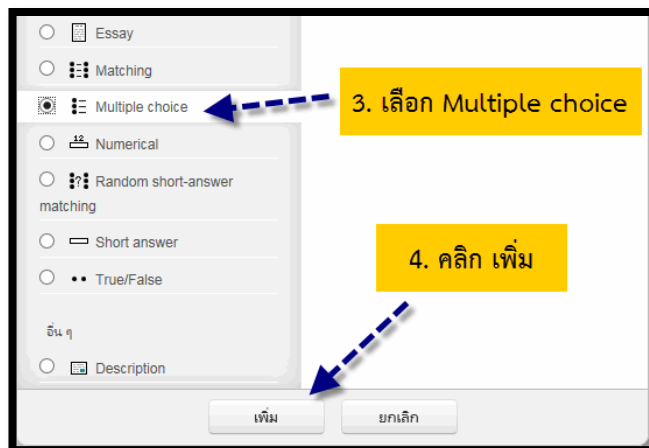 Essay
Matching
Multiple choice
3. เลือก Multiple choice
12
Numerical
?
Random short-answer
matching
Short answer
4. คลิก เพิ่ม
True/False
อื่น ๆ
Description
เพิ่ม
ยกเลิก